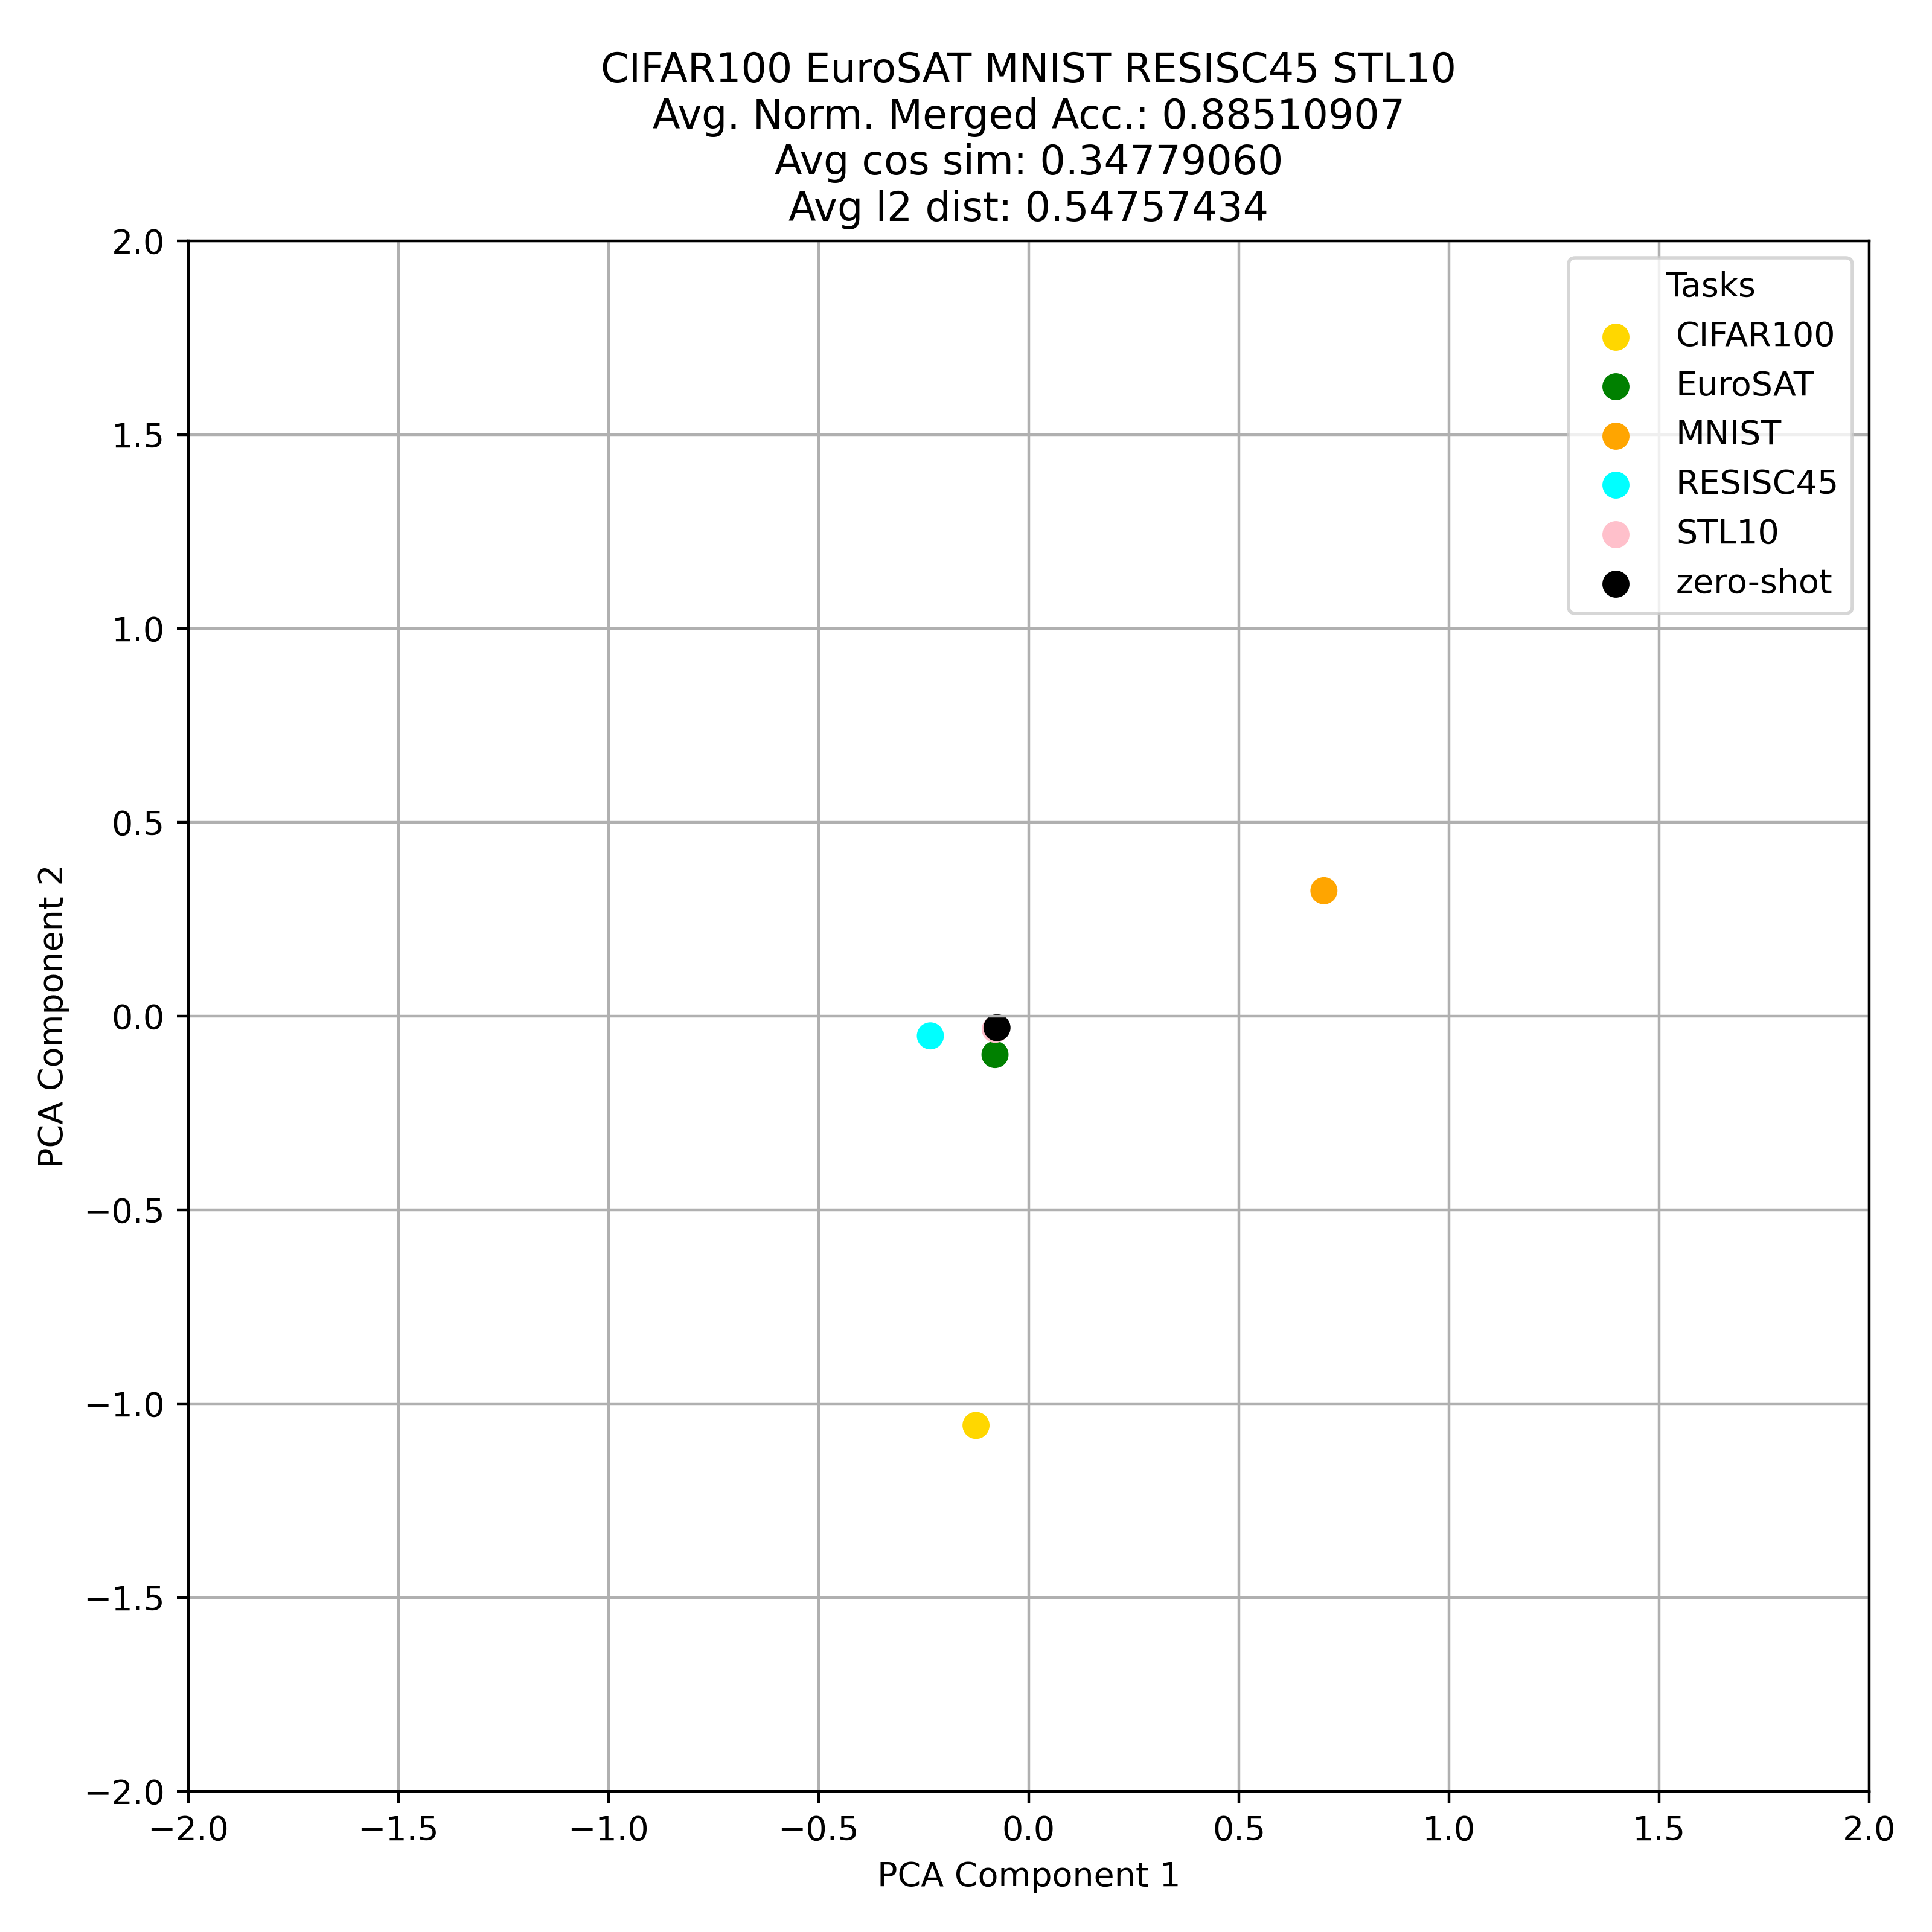 CIFAR100 EuroSAT MNIST RESISC45 STL10
Avg. Norm. Merged Acc.: 0.88510907
Avg cos sim: 0.34779060
Avg l2 dist: 0.54757434
Tasks
CIFAR100
EuroSAT
MNIST
RESISC45
STL10
zero-shot
PCA Component 2
2.0
1.5
1.0
0.5
0.0
−0.5
−1.0
−1.5
−2.0
−2.0 −1.5 −1.0 −0.5 0.0 0.5 1.0 1.5 2.0
PCA Component 1